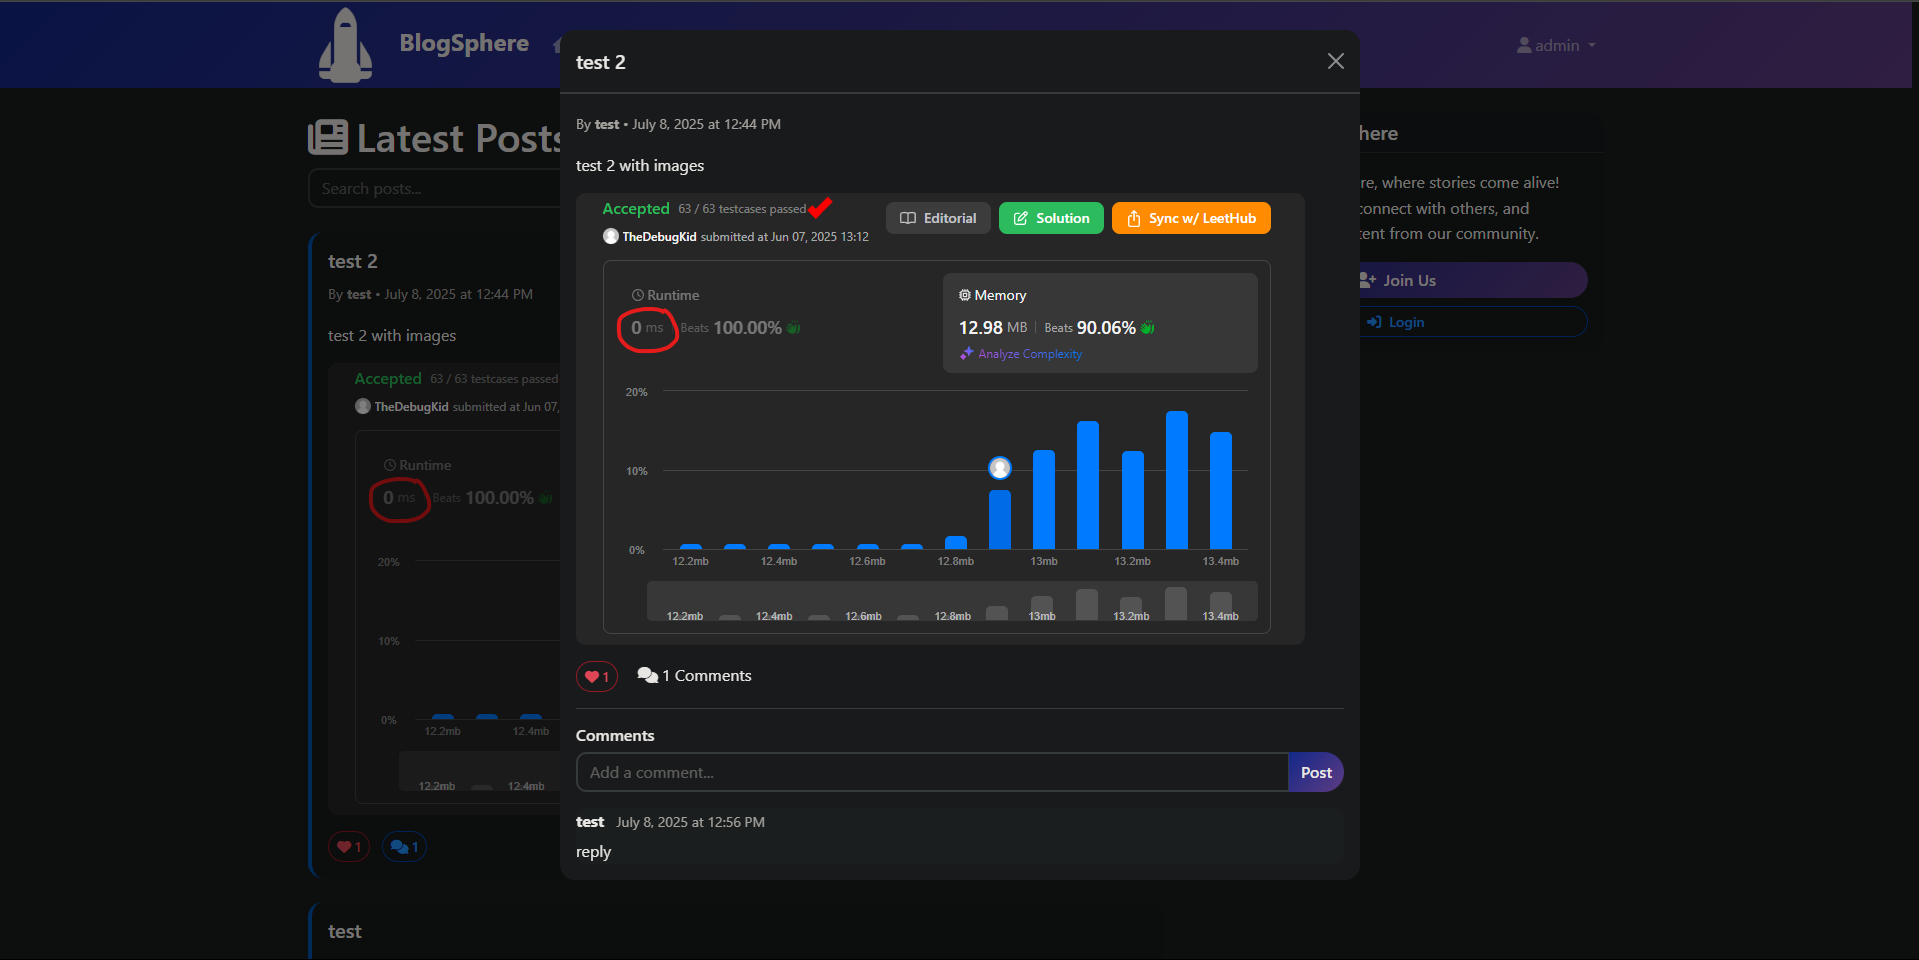 BlogSphere
admin
Latest Posts
Search posts...
test 2
By test • July 8, 2025 at 12:44 PM
test 2 with images
Accepted 63 / 63 testcases passed
TheDebugKid submitted at Jun 07,
Runtime
0 ms Beats 100.00%
20%
10%
0%
12.2mb 12.4mb
12.2mb 12.4mb
1 1
test
test 2
By test • July 8, 2025 at 12:44 PM
test 2 with images
Accepted 63 / 63 testcases passed
Editorial Solution Sync w/ LeetHub
TheDebugKid submitted at Jun 07, 2025 13:12
Runtime
0 ms Beats 100.00%
Memory
12.98 MB Beats 90.06%
Analyze Complexity
20%
10%
0%
12.2mb 12.4mb 12.6mb 12.8mb 13mb 13.2mb 13.4mb
12.2mb 12.4mb 12.6mb 12.8mb 13mb 13.2mb 13.4mb
1 1 Comments
Comments
Add a comment... Post
test July 8, 2025 at 12:56 PM
reply
here
re, where stories come alive!
connect with others, and
tent from our community.
Join Us
Login